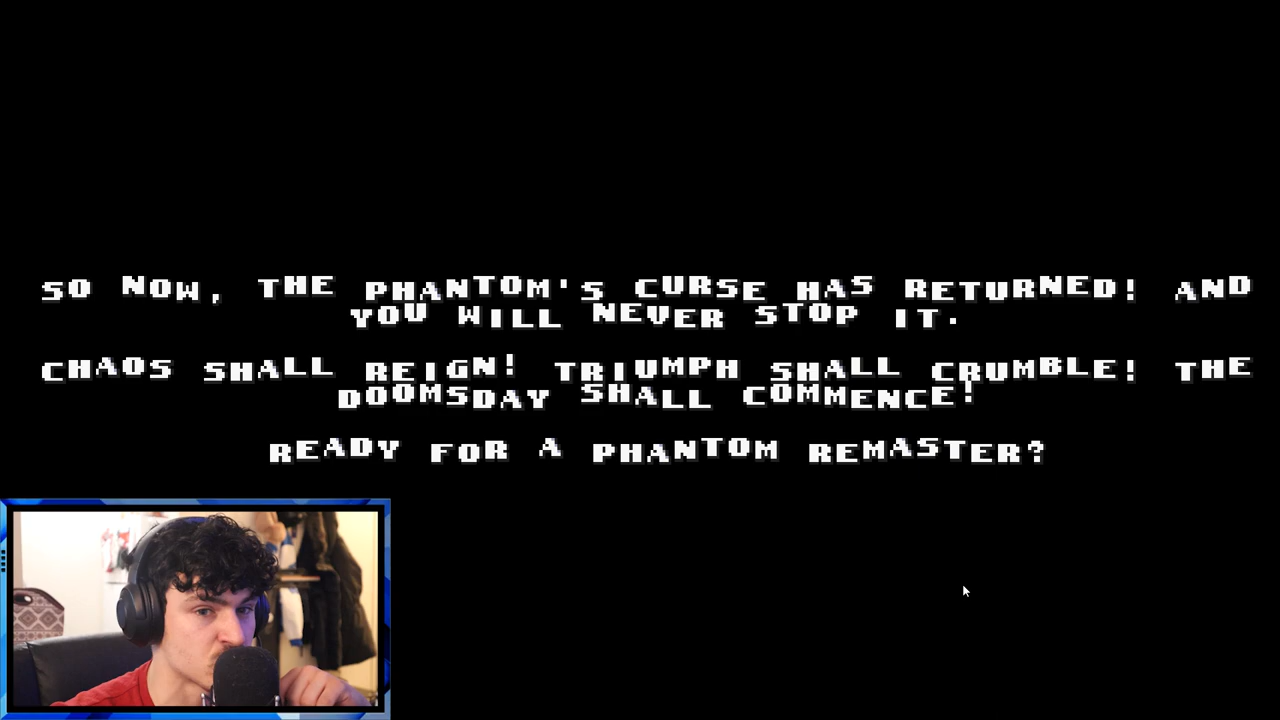 SO NOW, THE PHANTOM'S CURSE HAS RETURNED! AND
YOU WILL NEVER STOP IT.
CHAOS SHALL REIGN! TRIUMPH SHALL CRUMBLE! THE
DOOMSDAY SHALL COMMENCE!
READY FOR A PHANTOM REMASTER?